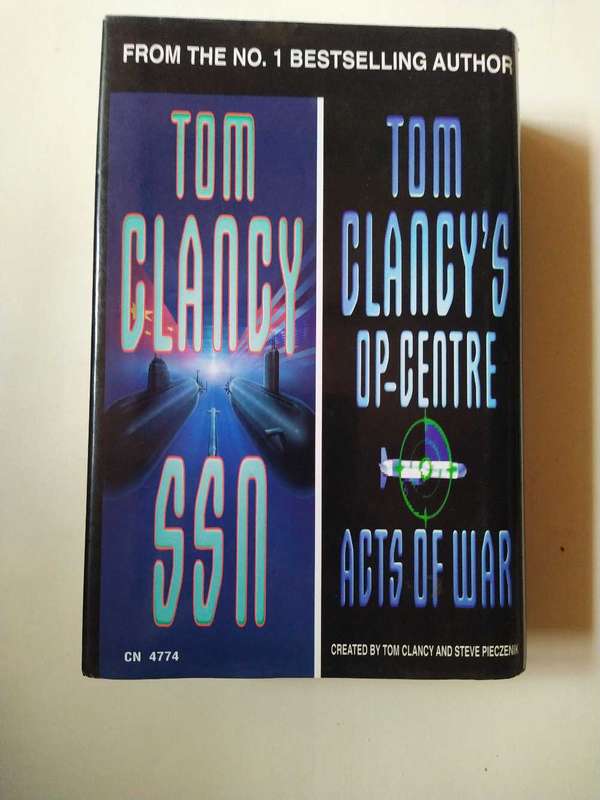 FROM THE NO. 1 BESTSELLING AUTHOR
TOM
CLANCY
SSN
CN 4774
TOM
CLANCY'S
OP-CENTRE
ACTS OF WAR
CREATED BY TOM CLANCY AND STEVE PIECZENIK